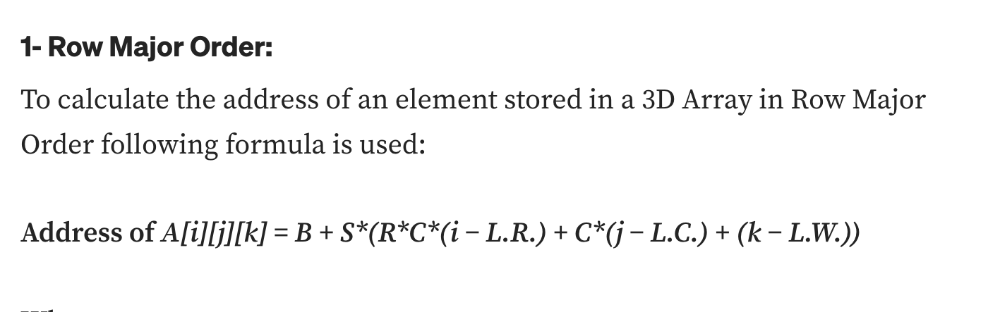 1- Row Major Order:
To calculate the address of an element stored in a 3D Array in Row Major
Order following formula is used:
Address of A[i][j][k] = B + S*(R*C*(i − L.R.) + C*(j − L.C.) + (k − L.W.))